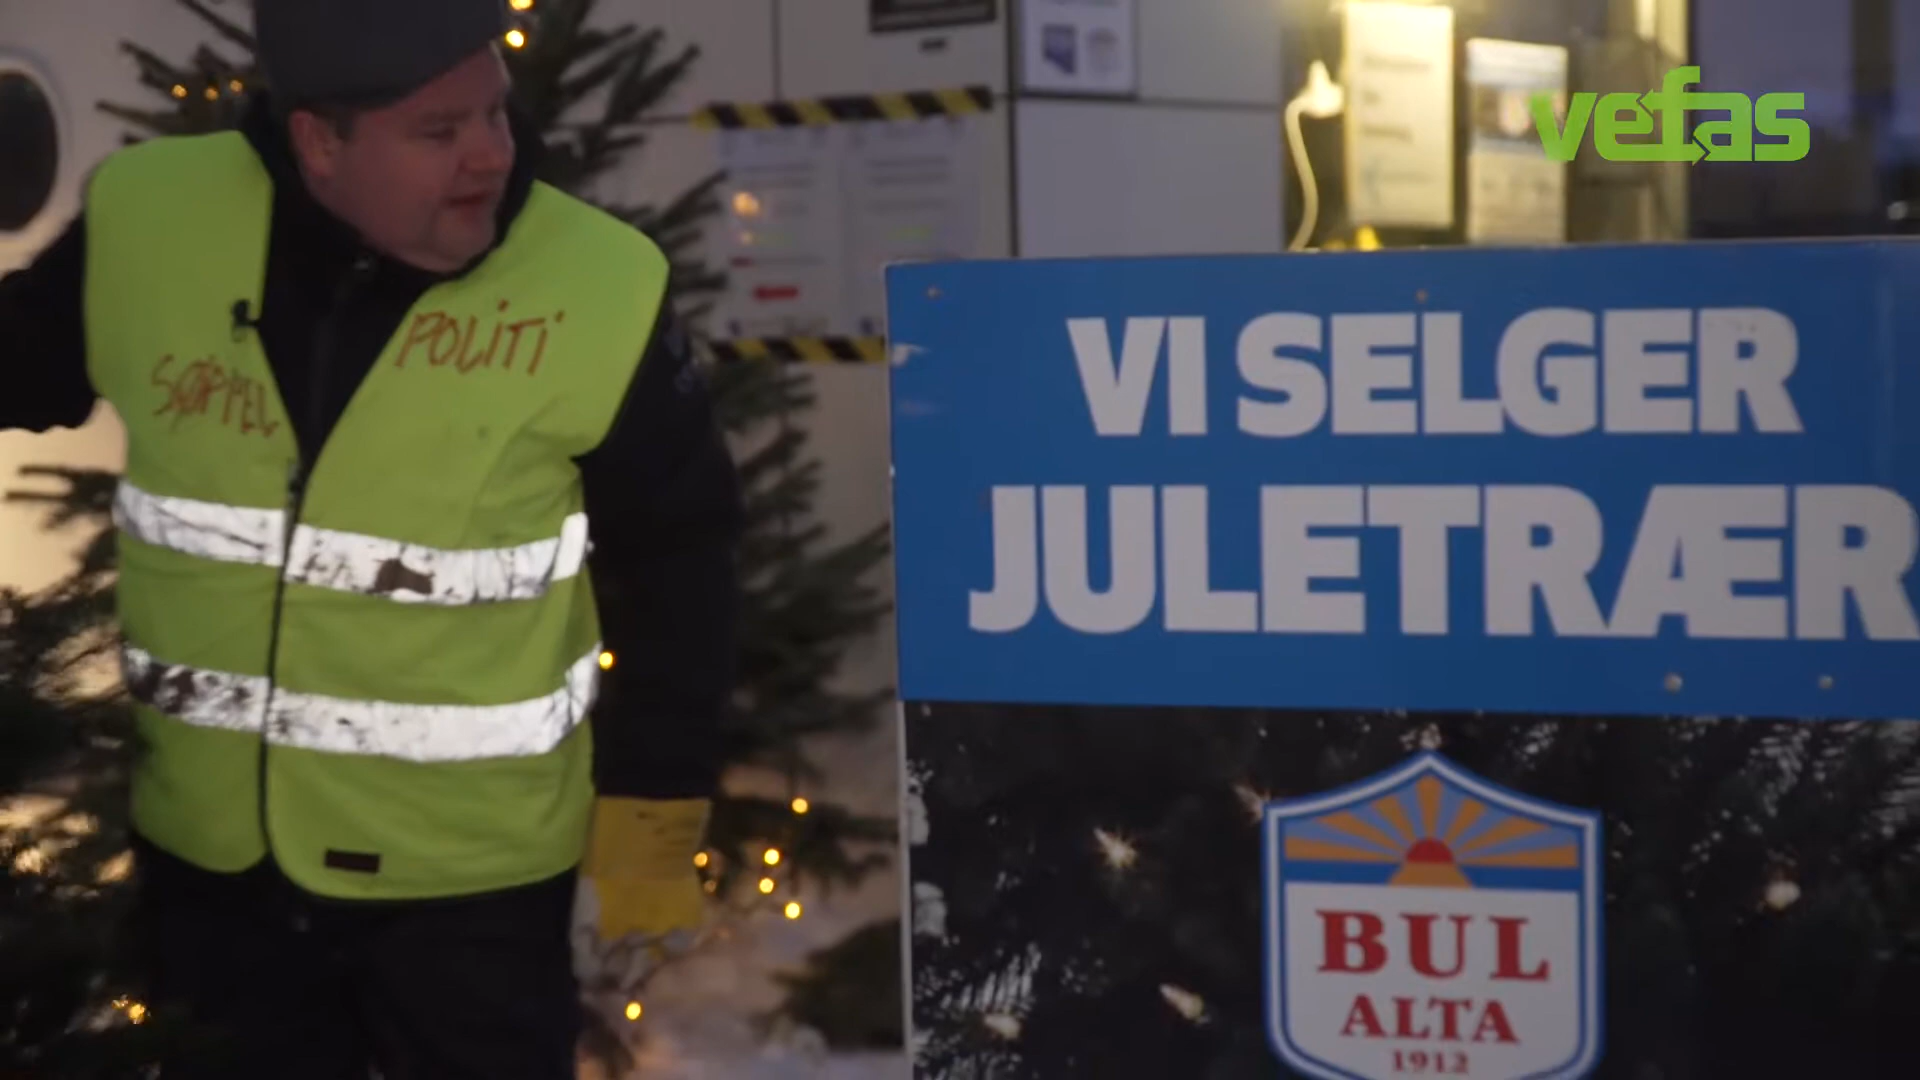 vefas
SØPPEL
POLITI
VI SELGER
JULETRÆR
BUL
ALTA
1912